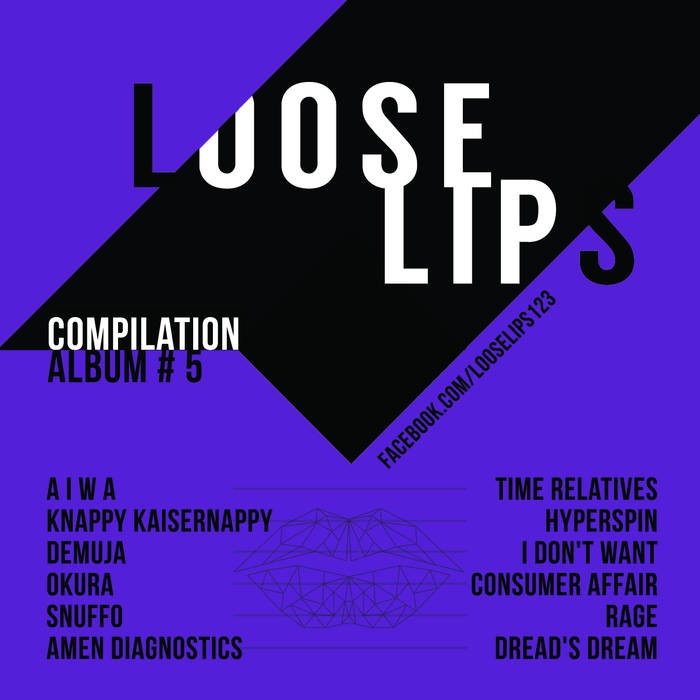 LOOSE
LIPS
COMPILATION
ALBUM # 5
FACEBOOK.COM/LOOSELIPS123
A I W A TIME RELATIVES
KNAPPY KAISERNAPPY HYPERSPIN
DEMUJA I DON'T WANT
OKURA CONSUMER AFFAIR
SNUFFO RAGE
AMEN DIAGNOSTICS DREAD'S DREAM